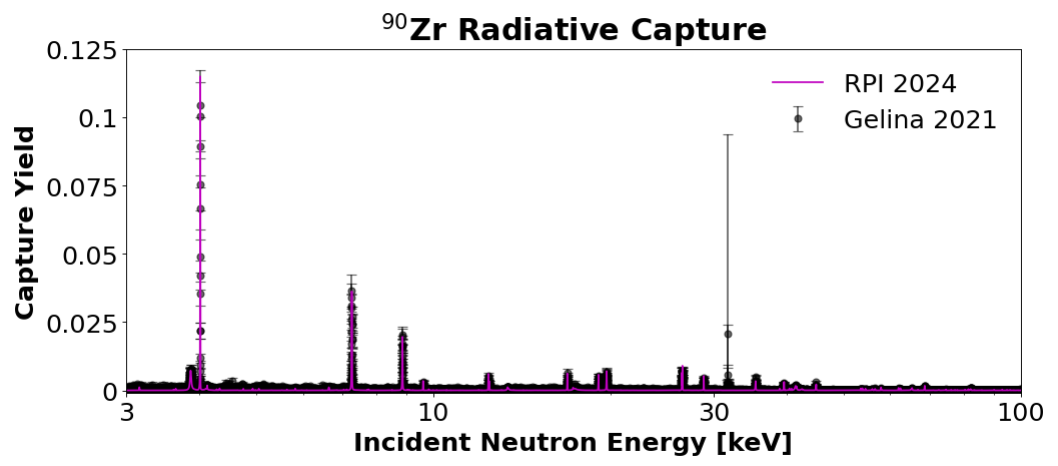 ⁹⁰Zr Radiative Capture
Capture Yield
0.125
0.1
0.075
0.05
0.025
0
RPI 2024
Gelina 2021
3
10
30
100
Incident Neutron Energy [keV]